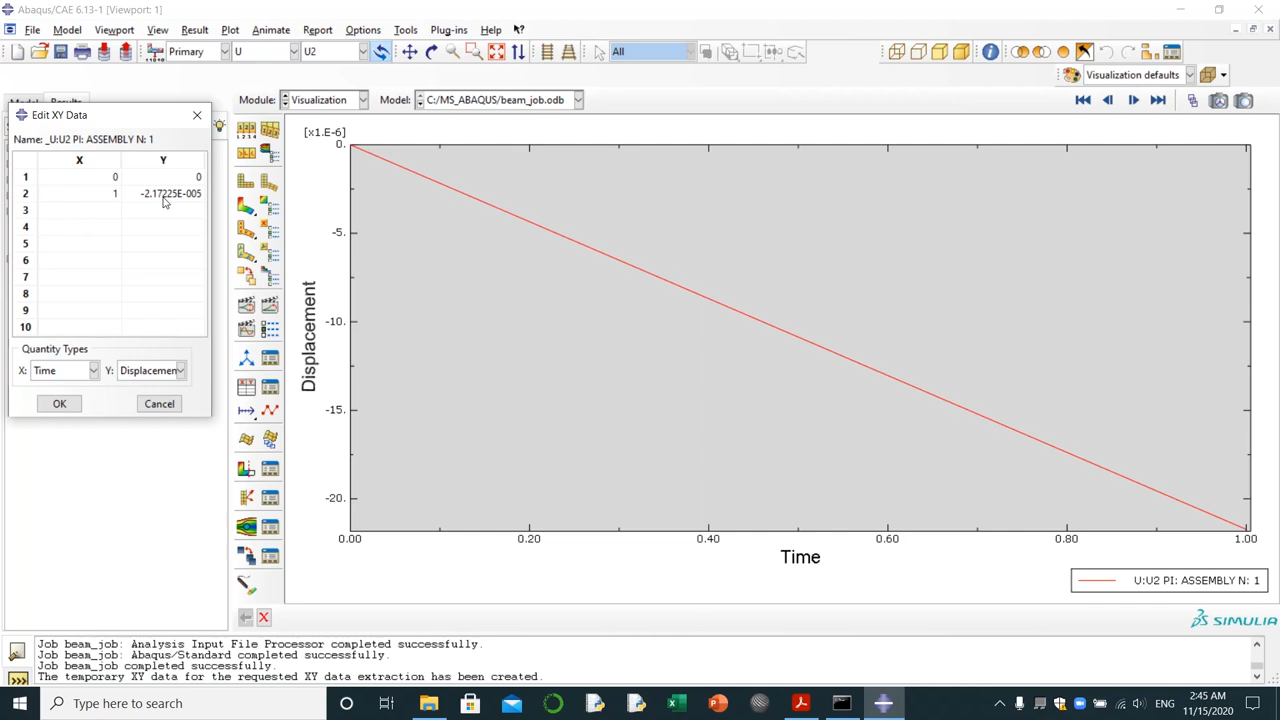 Abaqus/CAE 6.13-1 [Viewport: 1]
File Model Viewport View Result Plot Animate Report Options Tools Plug-ins Help
Primary U U2 All
Visualization defaults
Results
Module: Visualization Model: C:/MS_ABAQUS/beam_job.odb
Edit XY Data
Name: _U:U2 PI: ASSEMBLY N: 1
X Y
1 0 0
2 1 -2.17225E-005
3
4
5
6
7
8
9
10
Quantity Types
X: Time Y: Displacemen
OK Cancel
[x1.E-6]
0.
-5.
-10.
-15.
-20.
Displacement
0.00 0.20 0.40 0.60 0.80 1.00
Time
U:U2 PI: ASSEMBLY N: 1
SIMULIA
Job beam_job: Analysis Input File Processor completed successfully.
Job beam_job: Abaqus/Standard completed successfully.
Job beam_job completed successfully.
The temporary XY data for the requested XY data extraction has been created.
Type here to search
2:45 AM
11/15/2020